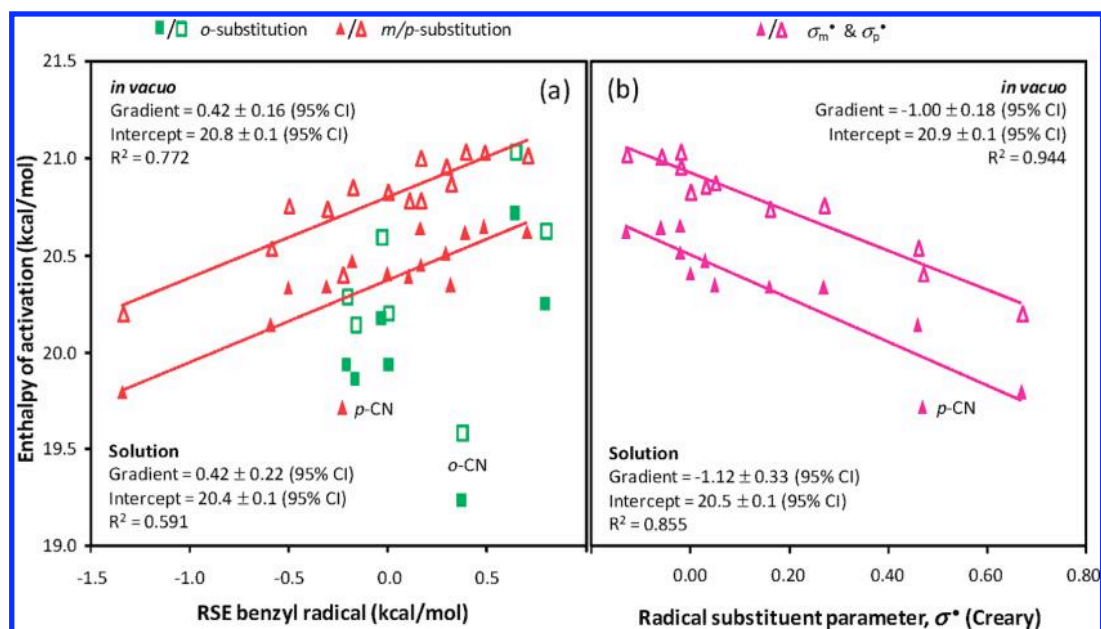 o-substitution
m/p-substitution
σm• & σp•
Enthalpy of activation (kcal/mol)
21.5
21.0
20.5
20.0
19.5
19.0
in vacuo
Gradient = 0.42 ± 0.16 (95% CI)
Intercept = 20.8 ± 0.1 (95% CI)
R² = 0.772
(a)
p-CN
o-CN
Solution
Gradient = 0.42 ± 0.22 (95% CI)
Intercept = 20.4 ± 0.1 (95% CI)
R² = 0.591
-1.5
-0.5
0.0
0.5
RSE benzyl radical (kcal/mol)
(b)
in vacuo
Gradient = -1.00 ± 0.18 (95% CI)
Intercept = 20.9 ± 0.1 (95% CI)
R² = 0.944
p-CN
Solution
Gradient = -1.12 ± 0.33 (95% CI)
Intercept = 20.5 ± 0.1 (95% CI)
R² = 0.855
0.00
0.20
0.40
0.60
0.80
Radical substituent parameter, σ• (Creary)